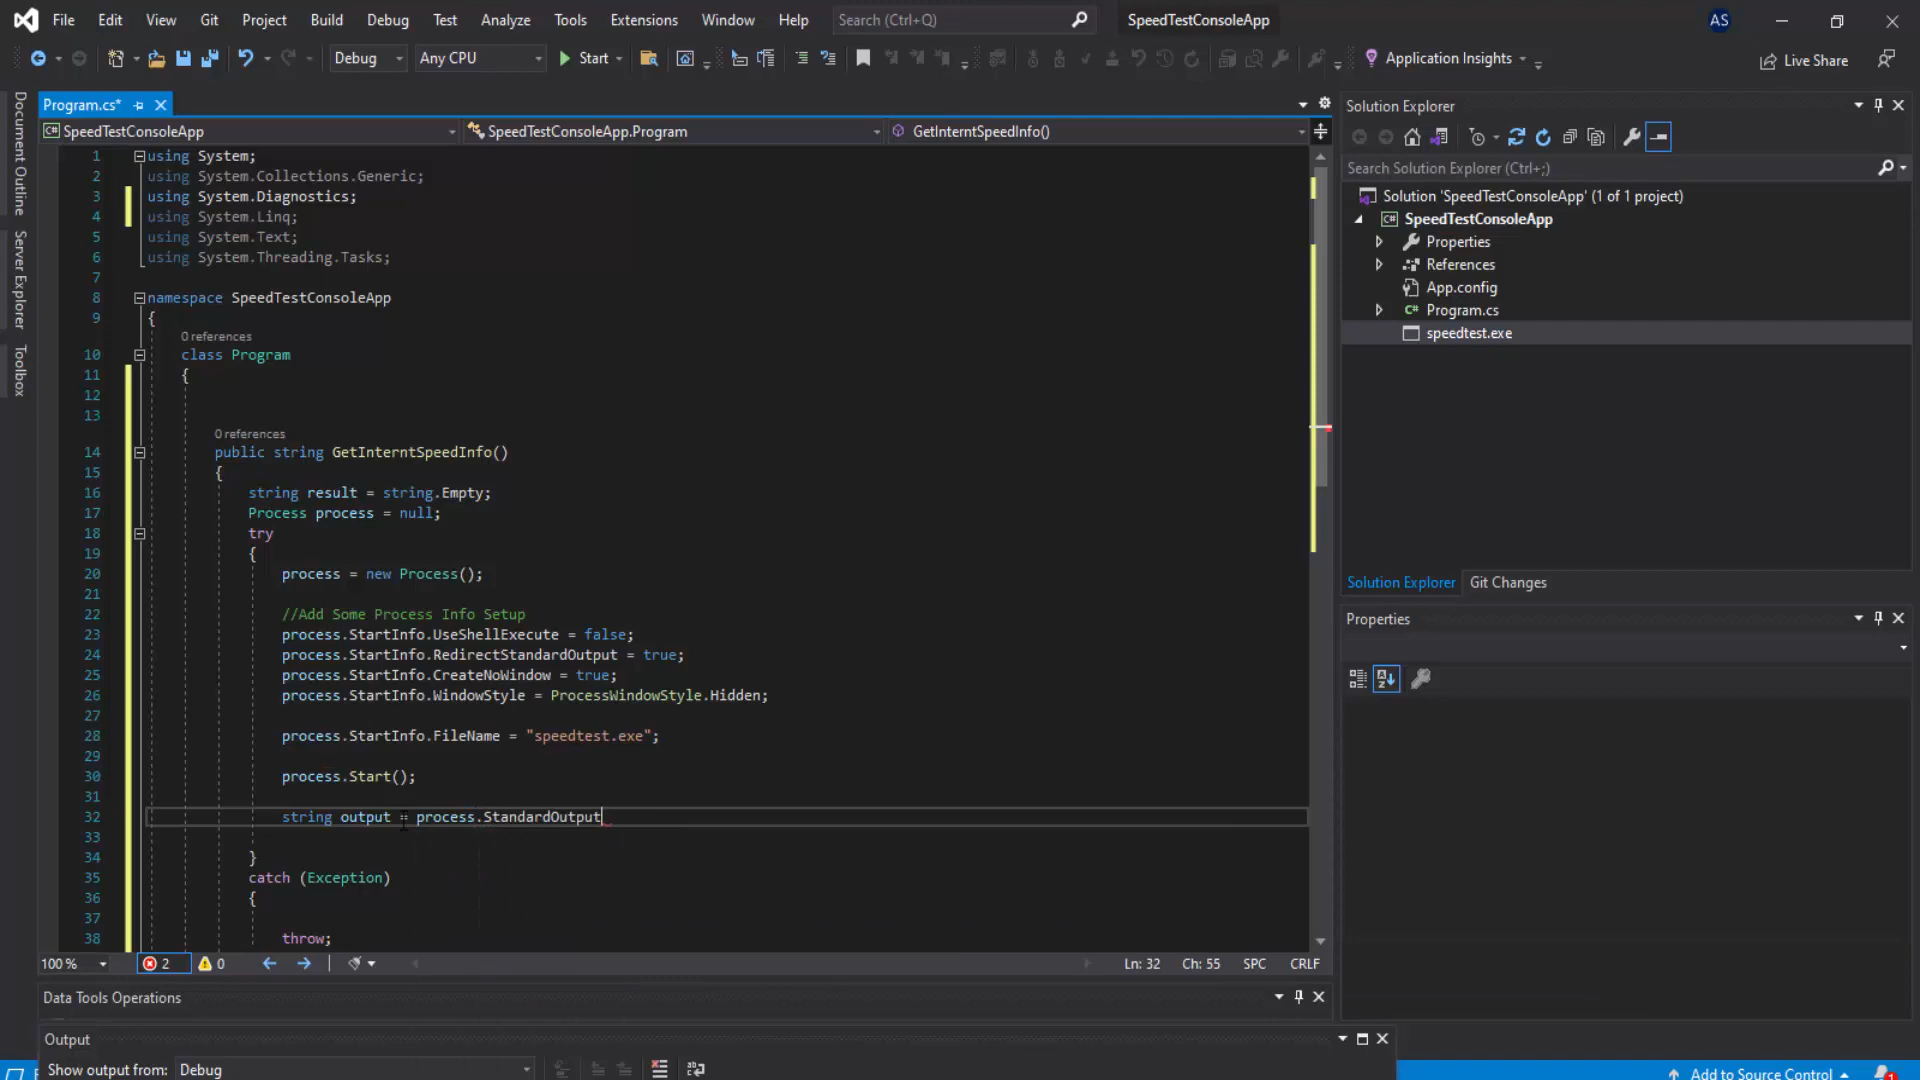 File Edit View Git Project Build Debug Test Analyze Tools Extensions Window Help Search (Ctrl+Q) SpeedTestConsoleApp AS
Debug Any CPU Start Application Insights Live Share
Document Outline
Server Explorer
Toolbox
Program.cs*
SpeedTestConsoleApp SpeedTestConsoleApp.Program GetInterntSpeedInfo()
1 using System;
2 using System.Collections.Generic;
3 using System.Diagnostics;
4 using System.Linq;
5 using System.Text;
6 using System.Threading.Tasks;
7
8 namespace SpeedTestConsoleApp
9 {
0 references
10 class Program
11 {
12
13
0 references
14 public string GetInterntSpeedInfo()
15 {
16 string result = string.Empty;
17 Process process = null;
18 try
19 {
20 process = new Process();
21
22 //Add Some Process Info Setup
23 process.StartInfo.UseShellExecute = false;
24 process.StartInfo.RedirectStandardOutput = true;
25 process.StartInfo.CreateNoWindow = true;
26 process.StartInfo.WindowStyle = ProcessWindowStyle.Hidden;
27
28 process.StartInfo.FileName = "speedtest.exe";
29
30 process.Start();
31
32 string output = process.StandardOutput
33
34 }
35 catch (Exception)
36 {
37
38 throw;
100 % 2 0 Ln: 32 Ch: 55 SPC CRLF
Data Tools Operations
Output
Show output from: Debug
Solution Explorer
Search Solution Explorer (Ctrl+;)
Solution 'SpeedTestConsoleApp' (1 of 1 project)
C# SpeedTestConsoleApp
Properties
References
App.config
C# Program.cs
speedtest.exe
Solution Explorer Git Changes
Properties
Add to Source Control 1